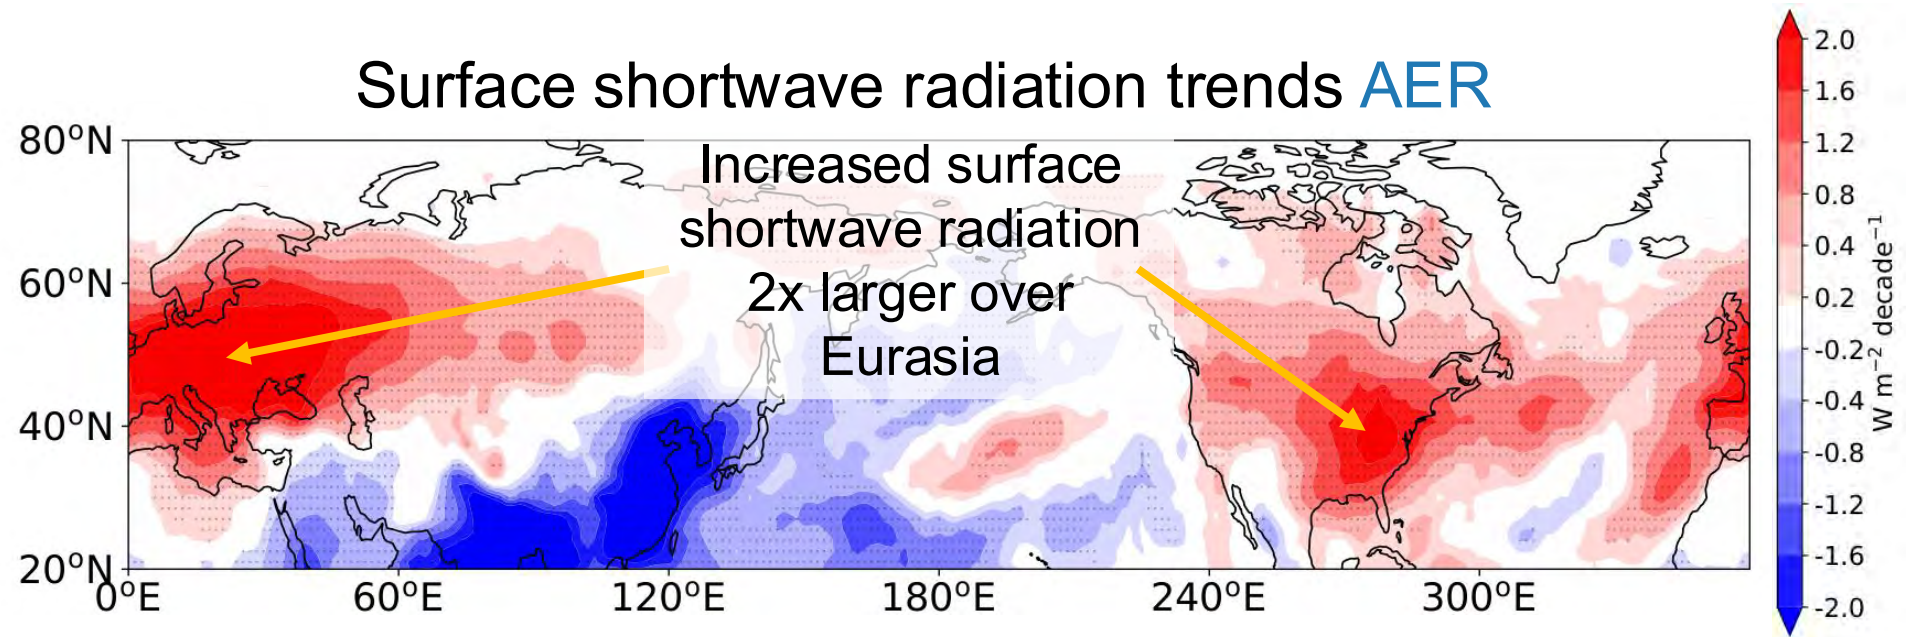 Surface shortwave radiation trends AER
Increased surface
shortwave radiation
2x larger over
Eurasia
80°N
60°N
40°N
20°N
0°E
60°E
120°E
180°E
240°E
300°E
2.0
1.6
1.2
0.8
0.4
0.2
-0.2
-0.4
-0.8
-1.2
-1.6
-2.0
W m⁻² decade⁻¹